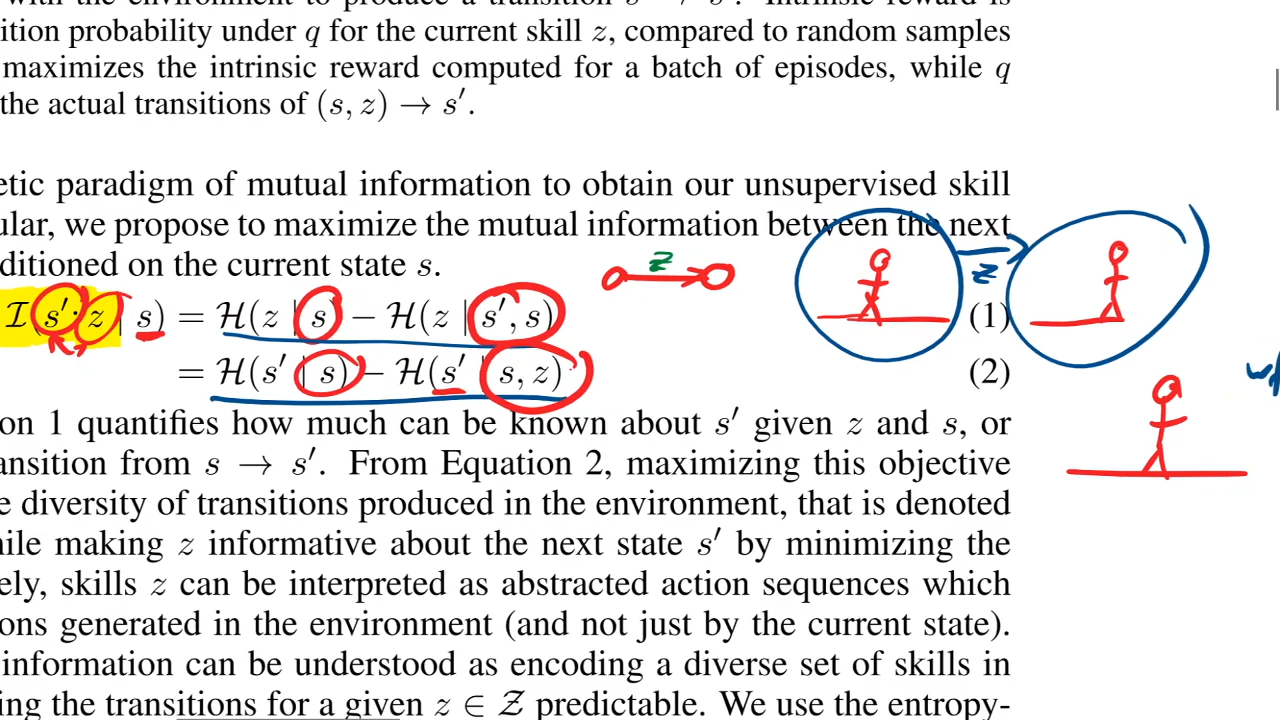 with the environment to produce a transition s → s′. Intrinsic reward is
ition probability under q for the current skill z, compared to random samples
maximizes the intrinsic reward computed for a batch of episodes, while q
the actual transitions of (s, z) → s′.
etic paradigm of mutual information to obtain our unsupervised skill
ular, we propose to maximize the mutual information between the next
ditioned on the current state s.
z
z
I(s′; z | s) = H(z | s) − H(z | s′, s) (1)
= H(s′ | s) − H(s′ | s, z) (2)
on 1 quantifies how much can be known about s′ given z and s, or
ansition from s → s′. From Equation 2, maximizing this objective
e diversity of transitions produced in the environment, that is denoted
hile making z informative about the next state s′ by minimizing the
ely, skills z can be interpreted as abstracted action sequences which
ons generated in the environment (and not just by the current state).
information can be understood as encoding a diverse set of skills in
ing the transitions for a given z ∈ Z predictable. We use the entropy-